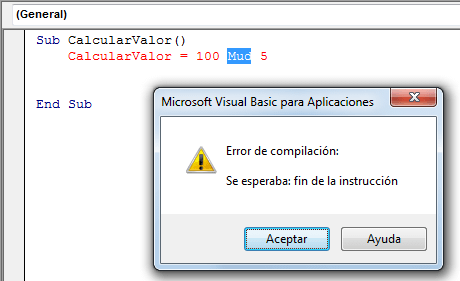 (General)
Sub CalcularValor()
CalcularValor = 100 Mud 5
End Sub
Microsoft Visual Basic para Aplicaciones
Error de compilación:
Se esperaba: fin de la instrucción
Aceptar
Ayuda